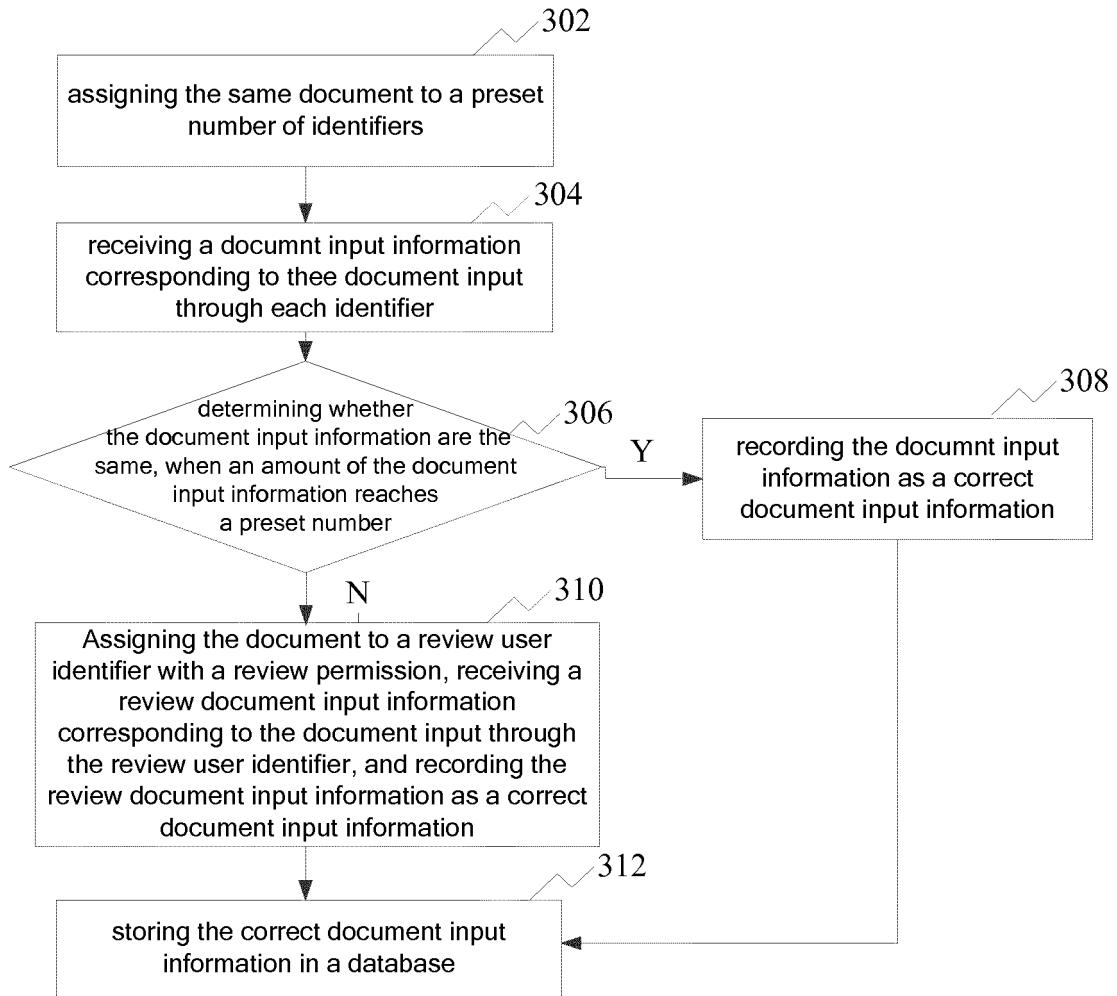 302
assigning the same document to a preset
number of identifiers
304
receiving a documnt input information
corresponding to thee document input
through each identifier
306
determining whether
the document input information are the
same, when an amount of the document
input information reaches
a preset number
Y
308
recording the documnt input
information as a correct
document input information
N
310
Assigning the document to a review user
identifier with a review permission, receiving a
review document input information
corresponding to the document input through
the review user identifier, and recording the
review document input information as a correct
document input information
312
storing the correct document input
information in a database